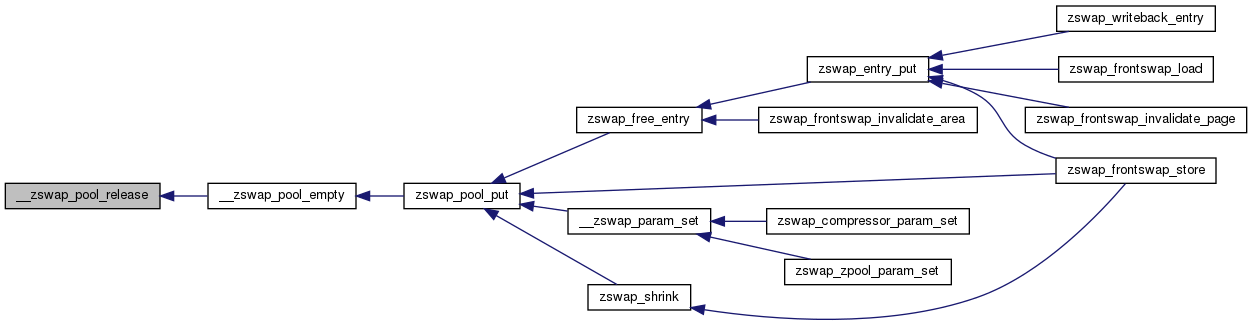 zswap_writeback_entry
zswap_entry_put
zswap_frontswap_load
zswap_free_entry
zswap_frontswap_invalidate_area
zswap_frontswap_invalidate_page
zswap_frontswap_store
__zswap_pool_release
__zswap_pool_empty
zswap_pool_put
__zswap_param_set
zswap_compressor_param_set
zswap_zpool_param_set
zswap_shrink